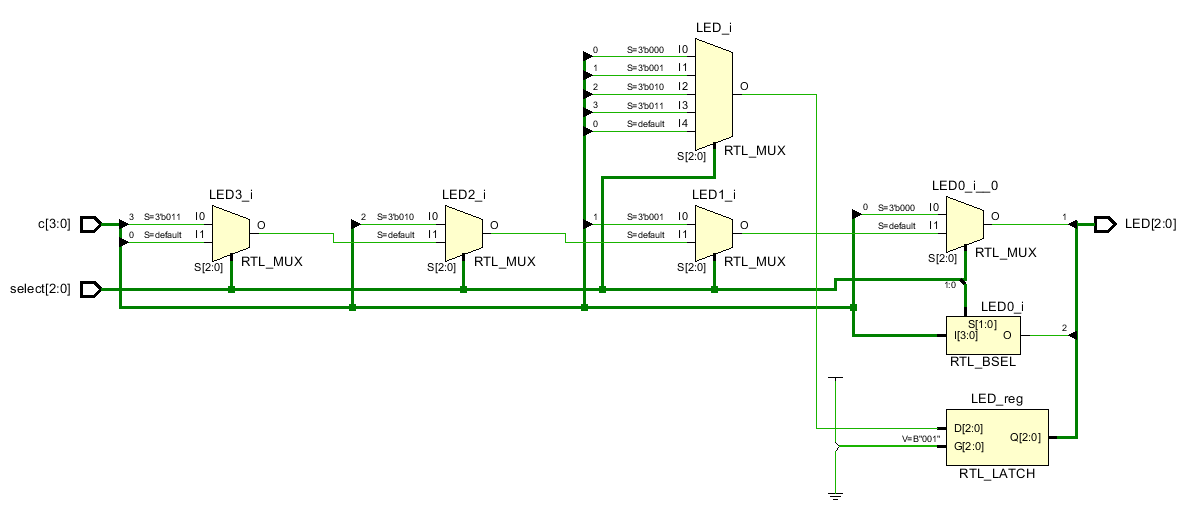 LED_i
0 S=3'b000 I0
1 S=3'b001 I1
2 S=3'b010 I2 O
3 S=3'b011 I3
0 S=default I4
S[2:0] RTL_MUX
LED3_i LED2_i LED1_i LED0_i__0
c[3:0] 3 S=3'b011 I0 O 2 S=3'b010 I0 O 1 S=3'b001 I0 O 0 S=3'b000 I0 O 1 LED[2:0]
0 S=default I1 S=default I1 S=default I1 S=default I1
S[2:0] RTL_MUX S[2:0] RTL_MUX S[2:0] RTL_MUX S[2:0] RTL_MUX
select[2:0]
1:0
LED0_i
S[1:0]
I[3:0] O 2
RTL_BSEL
LED_reg
D[2:0]
V=B"001" G[2:0] Q[2:0]
RTL_LATCH